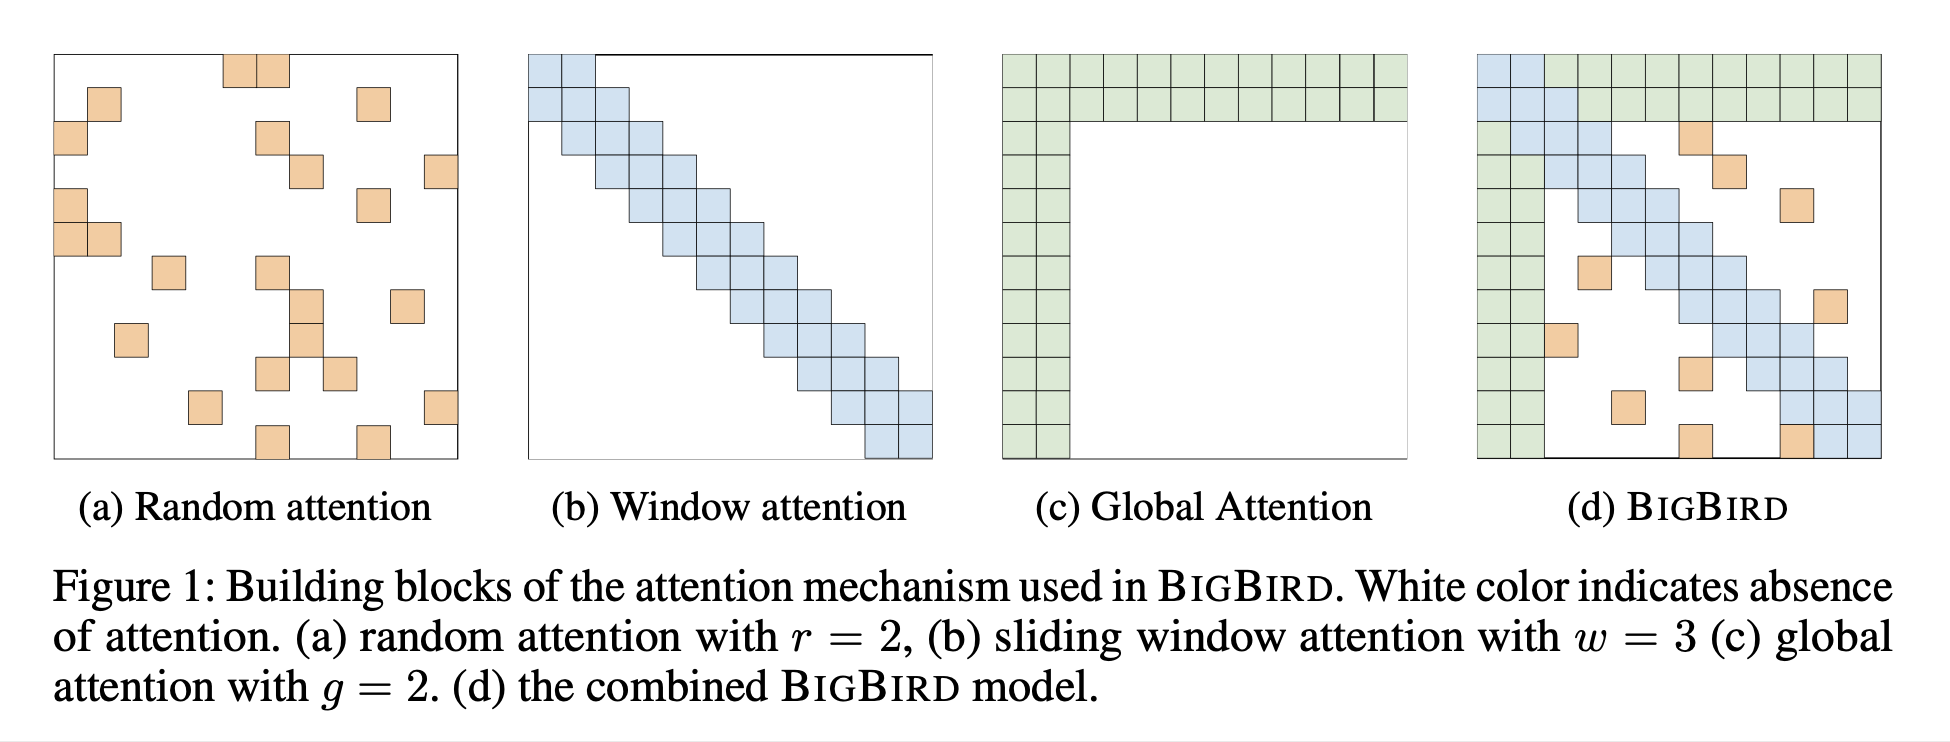 (a) Random attention
(b) Window attention
(c) Global Attention
(d) BIGBIRD
Figure 1: Building blocks of the attention mechanism used in BIGBIRD. White color indicates absence
of attention. (a) random attention with r = 2, (b) sliding window attention with w = 3 (c) global
attention with g = 2. (d) the combined BIGBIRD model.